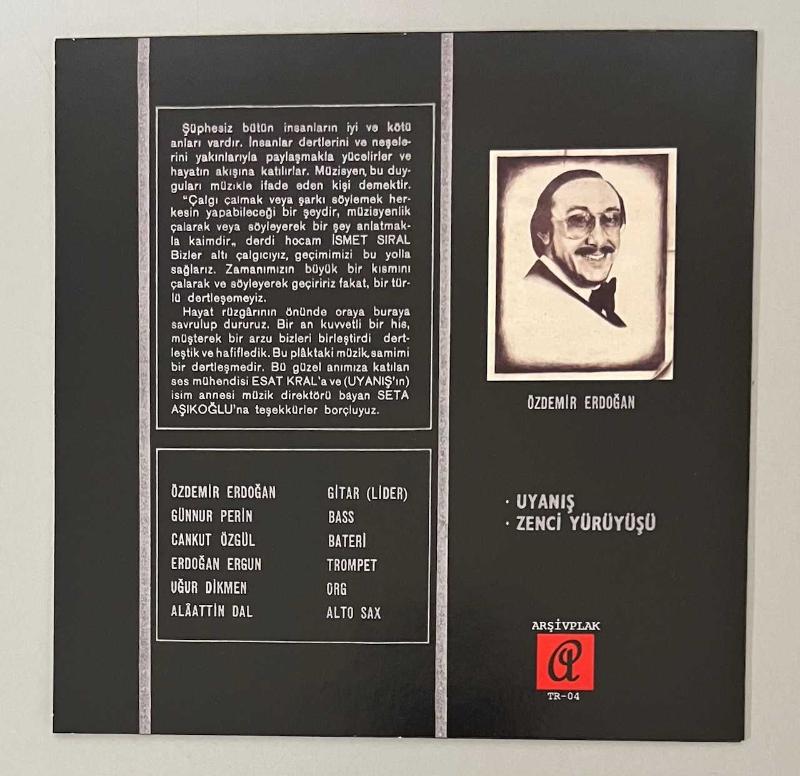 Şüphesiz bütün insanların iyi ve kötü
anları vardır. İnsanlar dertlerini ve neşele-
rini yakınlarıyla paylaşmakla yücelirler ve
hayatın akışına katılırlar. Müzisyen, bu duy-
guları müzikle ifade eden kişi demektir.
"Çalgı çalmak veya şarkı söylemek her-
kesin yapabileceği bir şeydir, müzisyenlik
çalarak veya söyleyerek bir şey anlatmak-
la kaimdir„ derdi hocam İSMET SIRAL
Bizler altı çalgıcıyız, geçimimizi bu yolla
sağlarız. Zamanımızın büyük bir kısmını
çalarak ve söyleyerek geçiririz fakat, bir tür-
lü dertleşemeyiz.
Hayat rüzgârının önünde oraya buraya
savrulup dururuz. Bir an kuvvetli bir his,
müşterek bir arzu bizleri birleştirdi dert-
leştik ve hafifledik. Bu plâktaki müzik, samimi
bir dertleşmedir. Bü güzel anımıza katılan
ses mühendisi ESAT KRAL'a ve (UYANIŞ'ın)
isim annesi müzik direktörü bayan SETA
AŞIKOĞLU'na teşekkürler borçluyuz.
ÖZDEMİR ERDOĞAN GİTAR (LİDER)
GÜNNUR PERİN BASS
CANKUT ÖZGÜL BATERİ
ERDOĞAN ERGUN TROMPET
UĞUR DİKMEN ORG
ALÂATTİN DAL ALTO SAX
ÖZDEMİR ERDOĞAN
· UYANIŞ
· ZENCİ YÜRÜYÜŞÜ
ARŞİVPLAK
TR-04